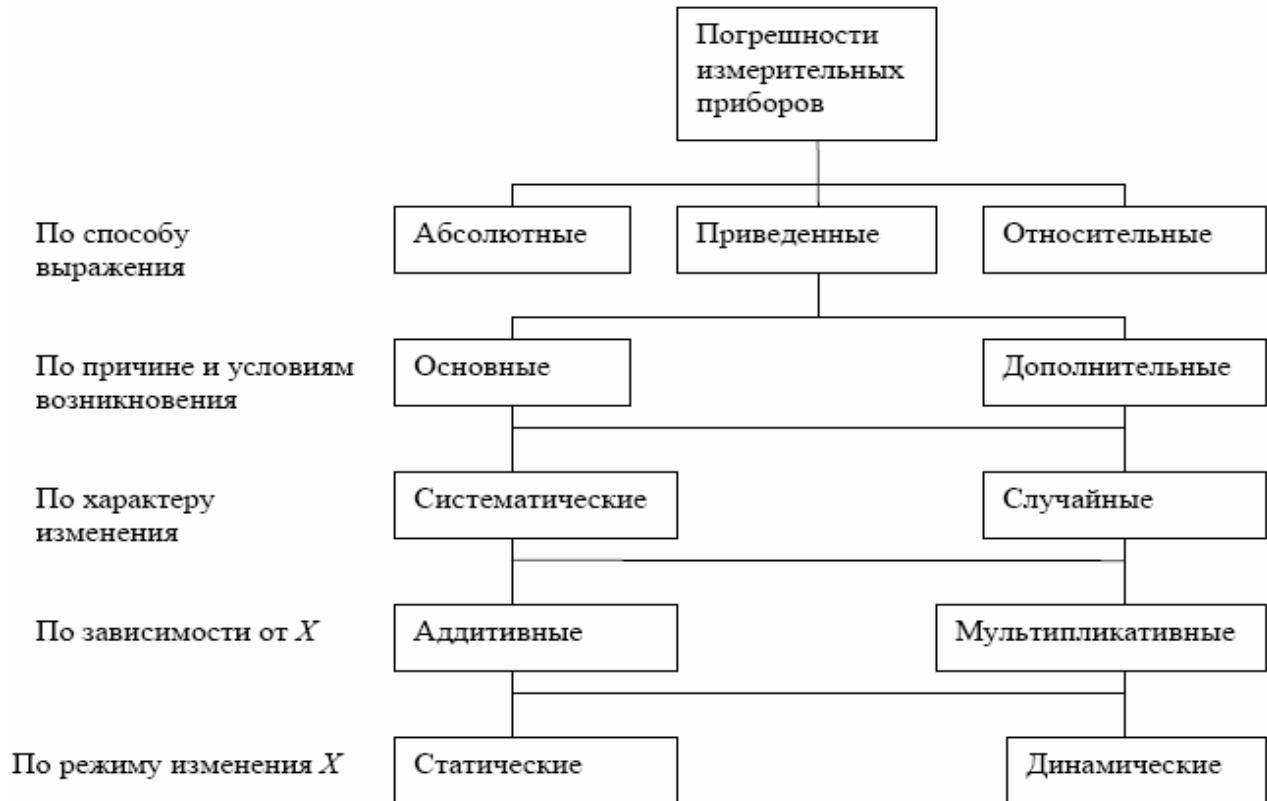 Погрешности
измерительных
приборов
По способу
выражения
Абсолютные
Приведенные
Относительные
По причине и условиям
возникновения
Основные
Дополнительные
По характеру
изменения
Систематические
Случайные
По зависимости от X
Аддитивные
Мультипликативные
По режиму изменения X
Статические
Динамические